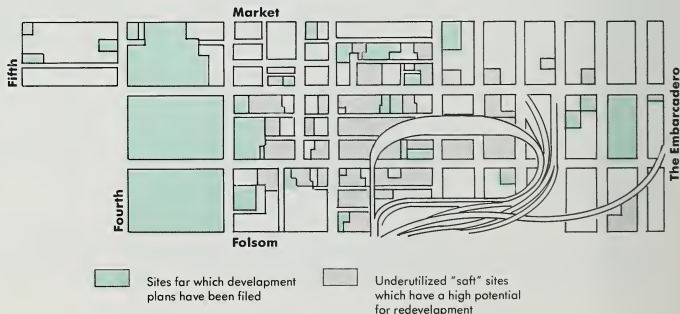 Market
Fifth
The Embarcadero
Fourth
Folsom
Sites far which development
plans have been filed
Underutilized "saft" sites
which have a high potential
for redevelopment